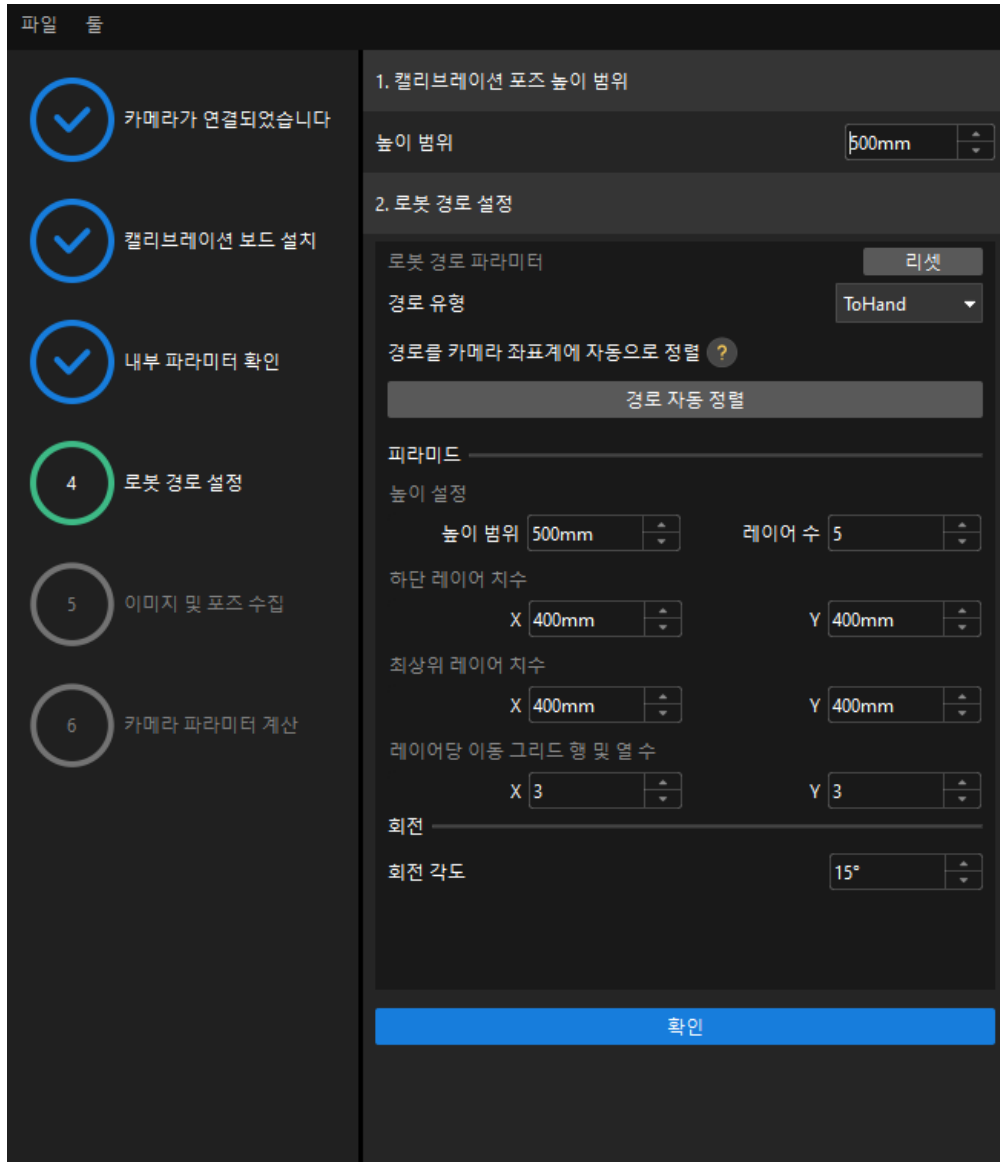 파일 툴
카메라가 연결되었습니다
캘리브레이션 보드 설치
내부 파라미터 확인
4 로봇 경로 설정
5 이미지 및 포즈 수집
6 카메라 파라미터 계산
1. 캘리브레이션 포즈 높이 범위
높이 범위 500mm
2. 로봇 경로 설정
로봇 경로 파라미터 리셋
경로 유형 ToHand
경로를 카메라 좌표계에 자동으로 정렬 ?
경로 자동 정렬
피라미드
높이 설정
높이 범위 500mm 레이어 수 5
하단 레이어 치수
X 400mm Y 400mm
최상위 레이어 치수
X 400mm Y 400mm
레이어당 이동 그리드 행 및 열 수
X 3 Y 3
회전
회전 각도 15°
확인